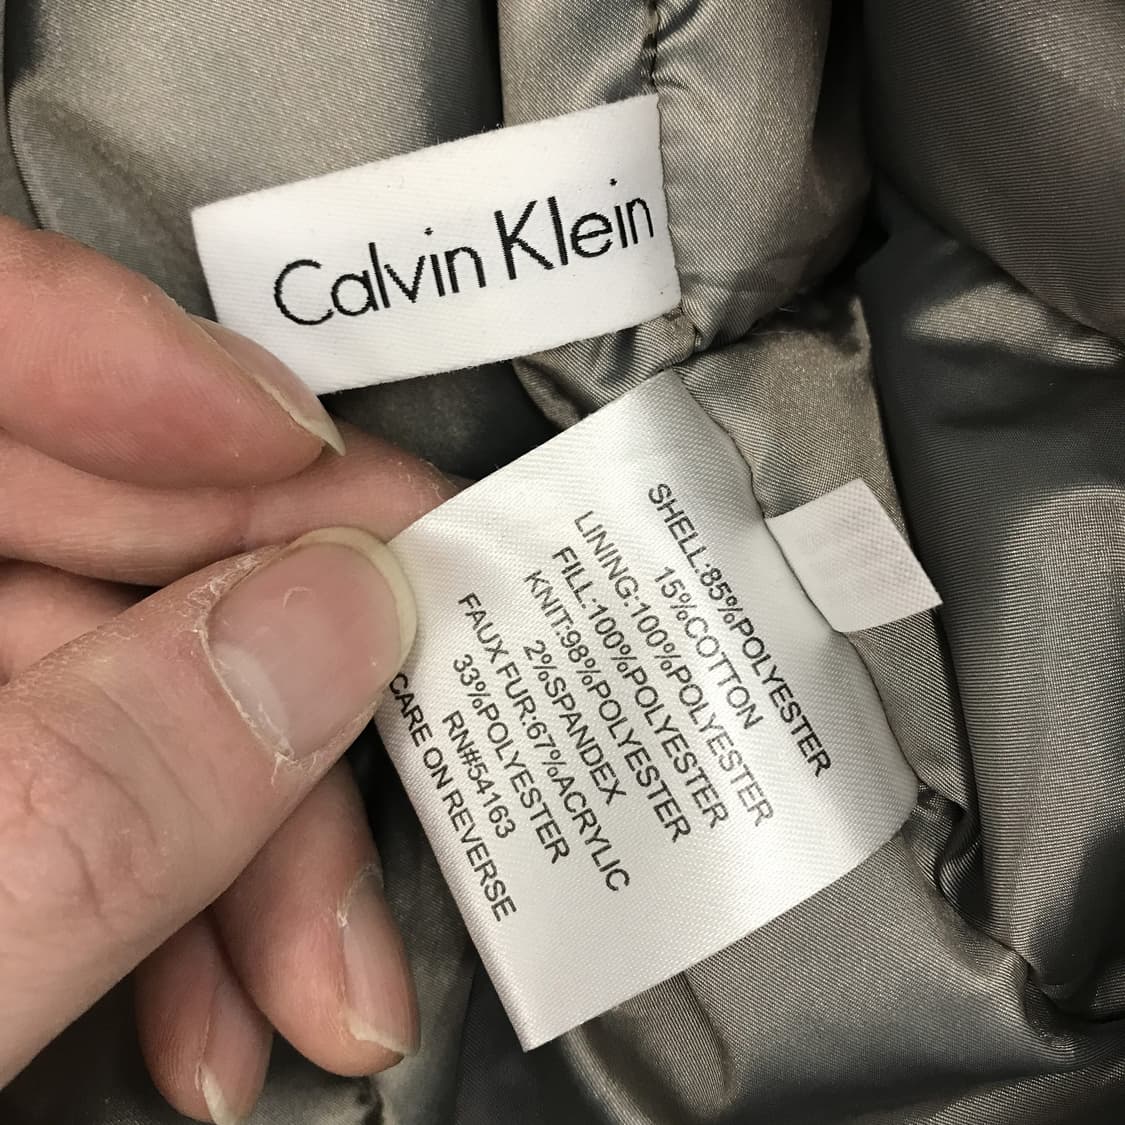 Calvin Klein
SHELL:85%POLYESTER
15%COTTON
LINING:100%POLYESTER
FILL:100%POLYESTER
KNIT:98%POLYESTER
2%SPANDEX
FAUX FUR:67%ACRYLIC
33%POLYESTER
RN#54163
CARE ON REVERSE